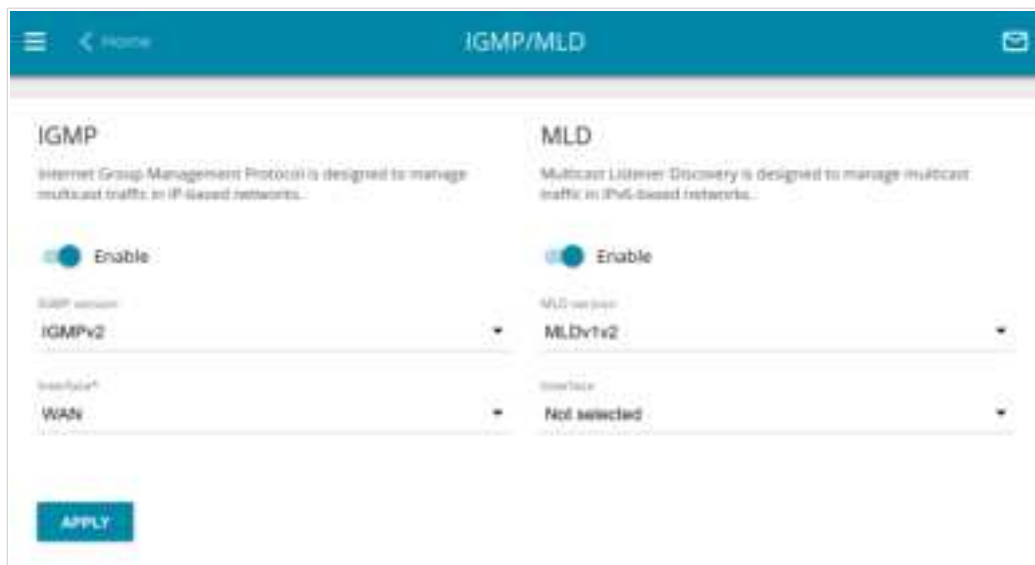 Home
IGMP/MLD
IGMP
Internet Group Management Protocol is designed to manage
multicast traffic in IP-based networks.
Enable
IGMP version
IGMPv2
Interface*
WAN
MLD
Multicast Listener Discovery is designed to manage multicast
traffic in IPv6-based networks.
Enable
MLD version
MLDv1v2
Interface
Not selected
APPLY